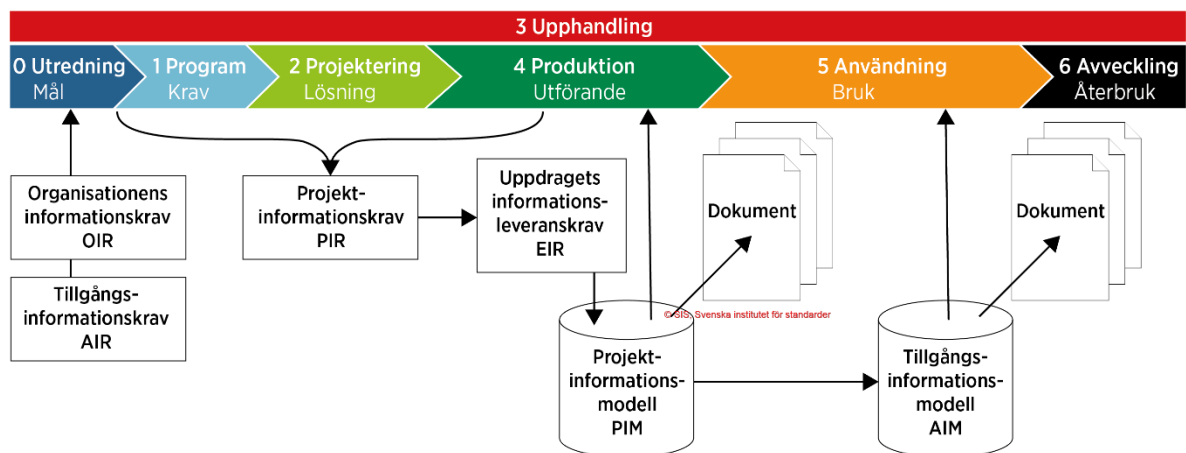 3 Upphandling
0 Utredning
Mål
1 Program
Krav
2 Projektering
Lösning
4 Produktion
Utförande
5 Användning
Bruk
6 Avveckling
Återbruk
Organisationens
informationskrav
OIR
Tillgångs-
informationskrav
AIR
Projekt-
informationskrav
PIR
Uppdragets
informations-
leveranskrav
EIR
Dokument
Dokument
© SIS, Svenska institutet för standarder
Projekt-
informations-
modell
PIM
Tillgångs-
informations-
modell
AIM